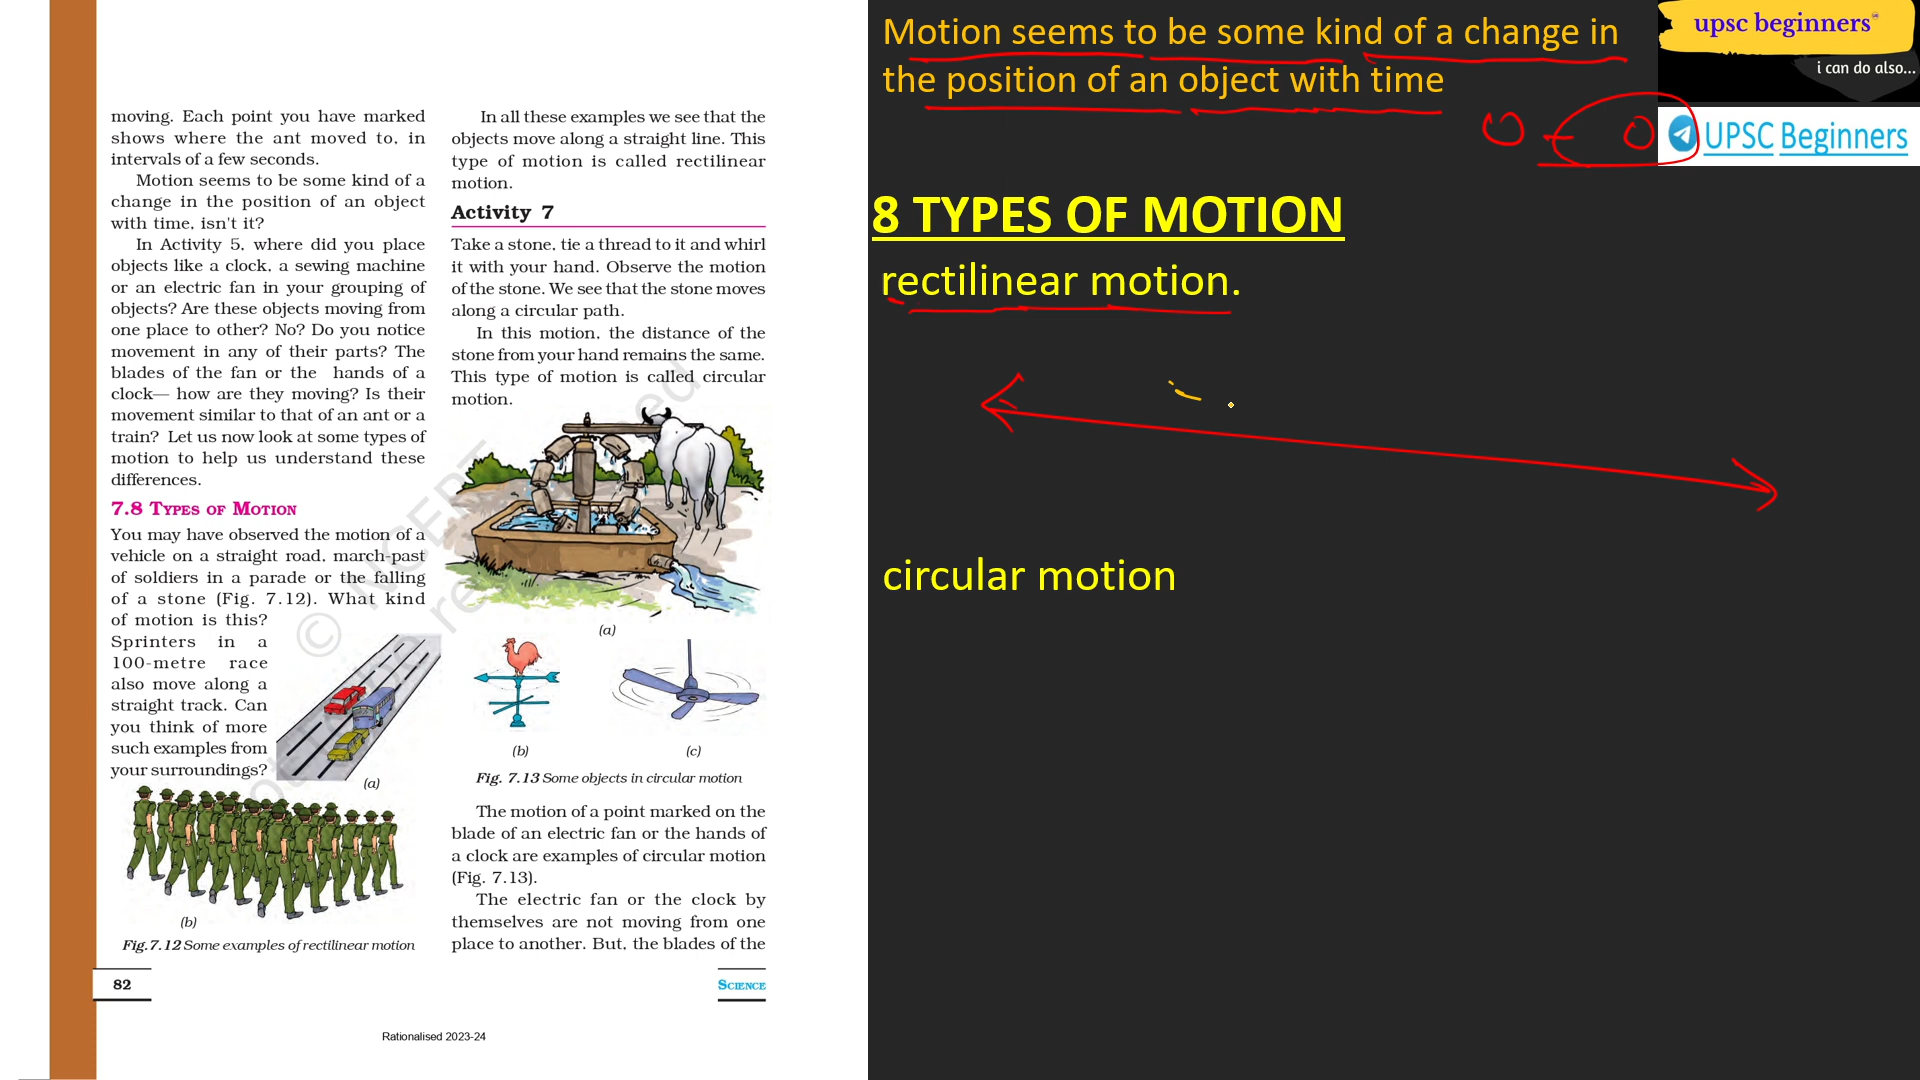 moving. Each point you have marked
shows where the ant moved to, in
intervals of a few seconds.
Motion seems to be some kind of a
change in the position of an object
with time, isn't it?
In Activity 5, where did you place
objects like a clock, a sewing machine
or an electric fan in your grouping of
objects? Are these objects moving from
one place to other? No? Do you notice
movement in any of their parts? The
blades of the fan or the hands of a
clock— how are they moving? Is their
movement similar to that of an ant or a
train? Let us now look at some types of
motion to help us understand these
differences.
7.8 Types of Motion
You may have observed the motion of a
vehicle on a straight road, march-past
of soldiers in a parade or the falling
of a stone (Fig. 7.12). What kind
of motion is this?
Sprinters in a
100-metre race
also move along a
straight track. Can
you think of more
such examples from
your surroundings?
(a)
(b)
Fig.7.12 Some examples of rectilinear motion
82
In all these examples we see that the
objects move along a straight line. This
type of motion is called rectilinear
motion.
Activity 7
Take a stone, tie a thread to it and whirl
it with your hand. Observe the motion
of the stone. We see that the stone moves
along a circular path.
In this motion, the distance of the
stone from your hand remains the same.
This type of motion is called circular
motion.
(a)
(b)
(c)
Fig. 7.13 Some objects in circular motion
The motion of a point marked on the
blade of an electric fan or the hands of
a clock are examples of circular motion
(Fig. 7.13).
The electric fan or the clock by
themselves are not moving from one
place to another. But, the blades of the
Science
Rationalised 2023-24
© NCERT
Motion seems to be some kind of a change in
the position of an object with time
upsc beginners
i can do also...
UPSC Beginners
8 TYPES OF MOTION
rectilinear motion.
circular motion